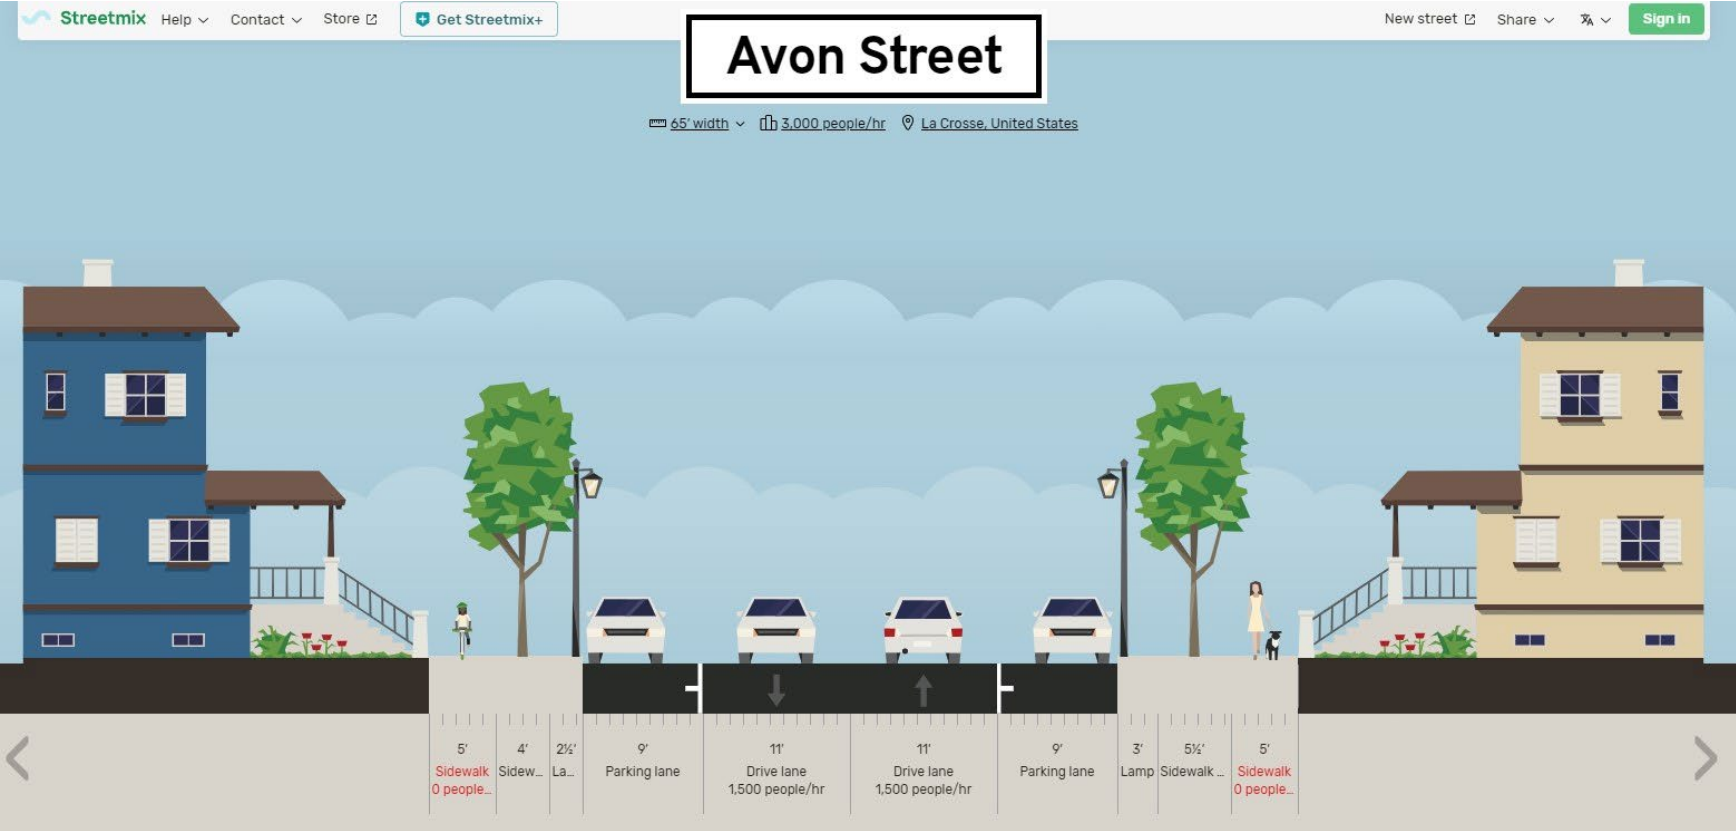 Streetmix Help Contact Store Get Streetmix+ New street Share Sign in
Avon Street
65' width 3,000 people/hr La Crosse, United States
5' 4' 2½' 9' 11' 11' 9' 3' 5½' 5'
Sidewalk Sidew... La... Parking lane Drive lane Drive lane Parking lane Lamp Sidewalk ... Sidewalk
0 people... 1,500 people/hr 1,500 people/hr 0 people...